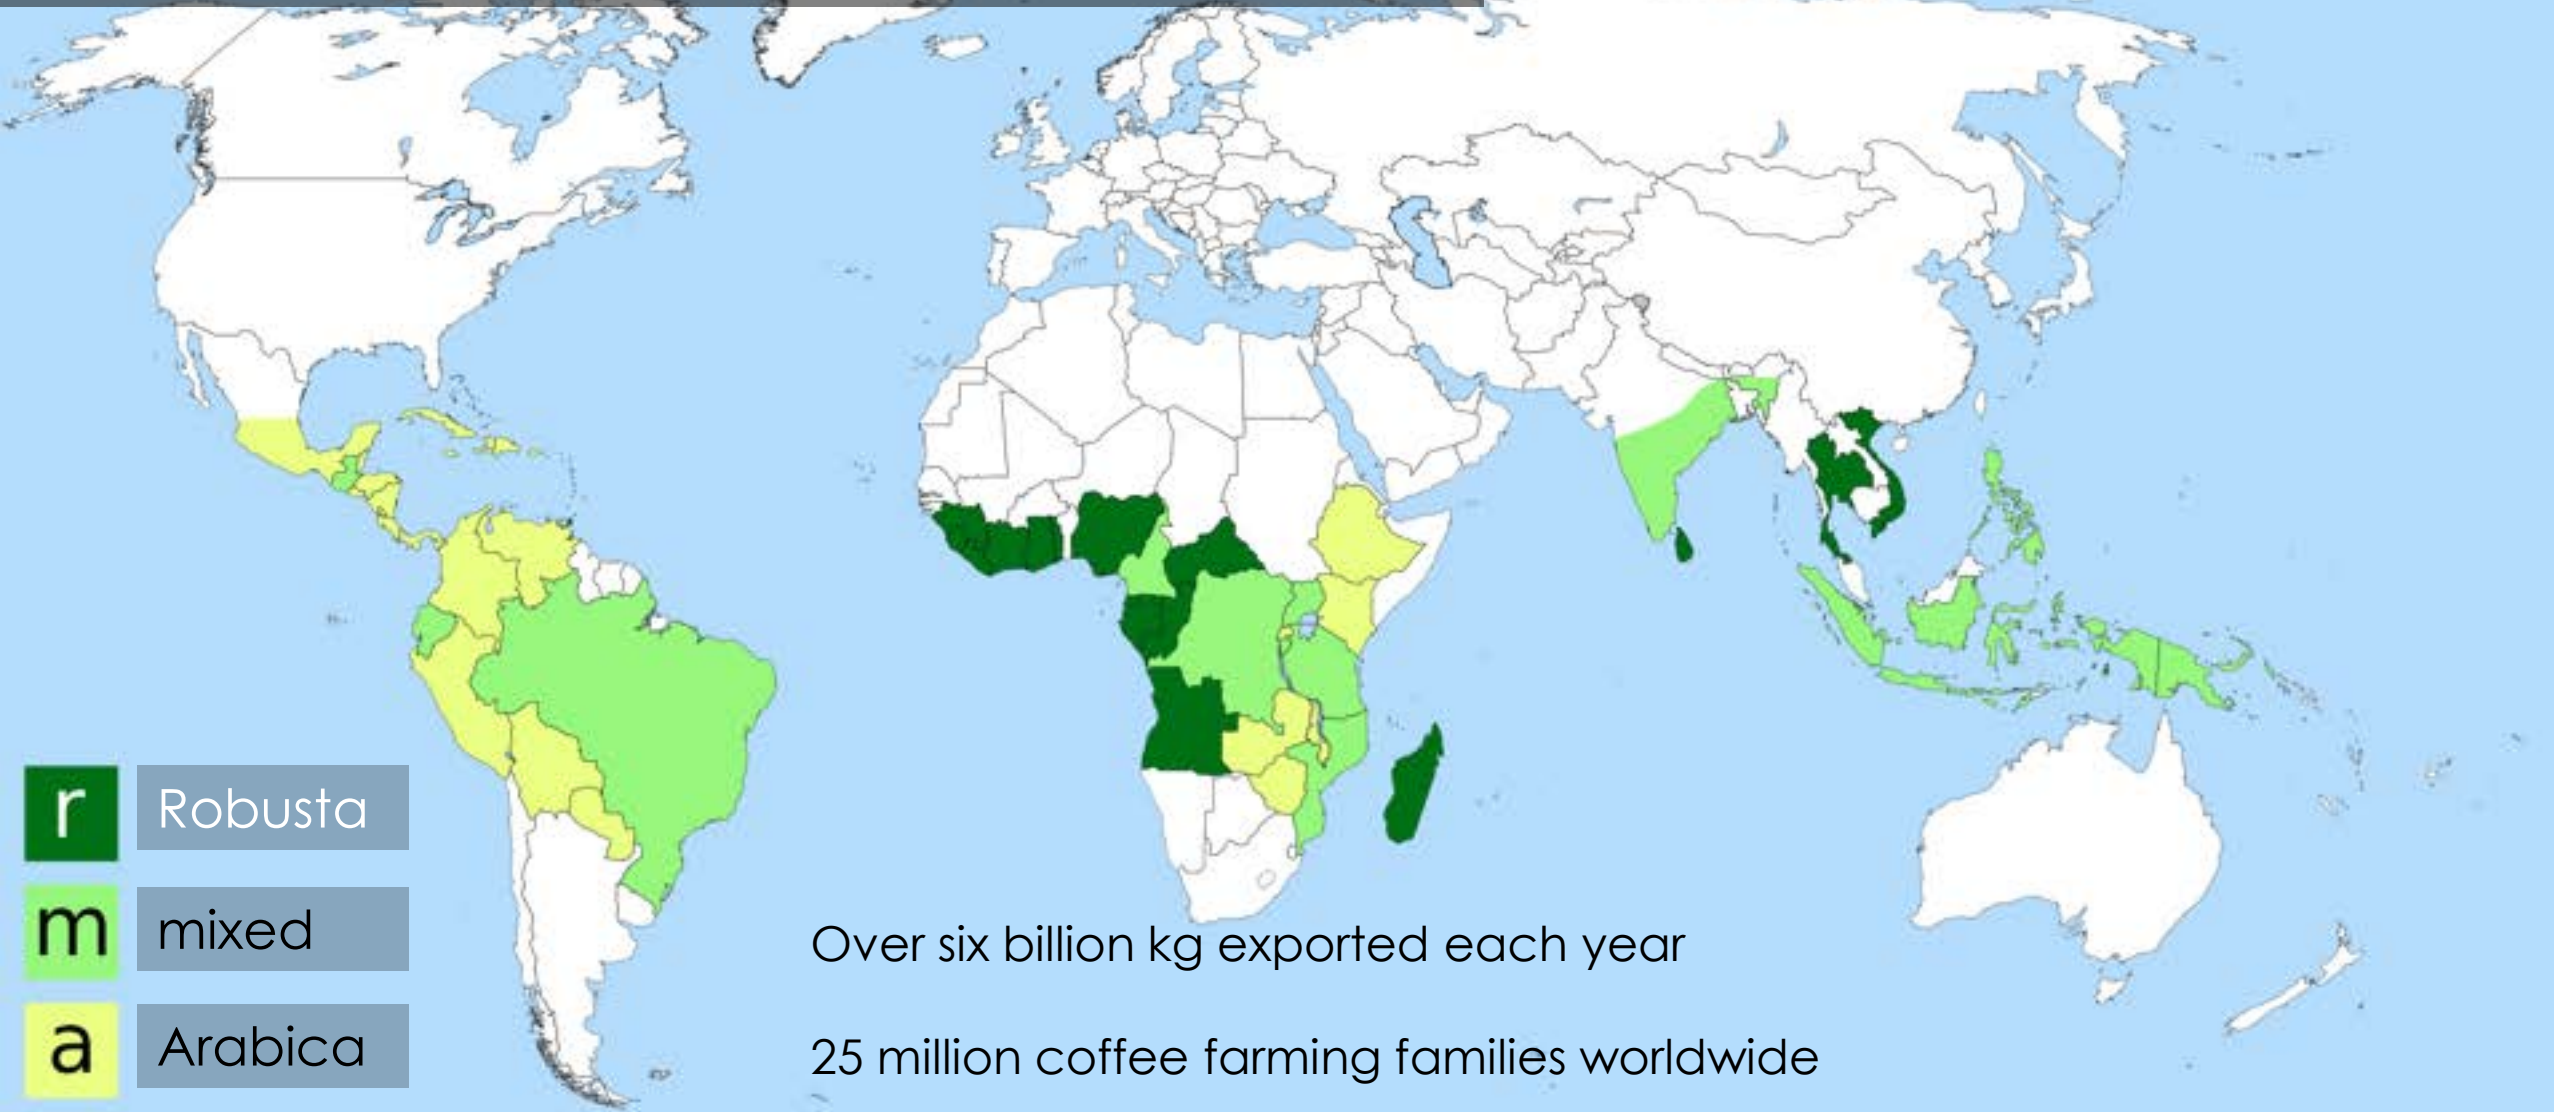 r Robusta
m mixed
a Arabica
Over six billion kg exported each year
25 million coffee farming families worldwide